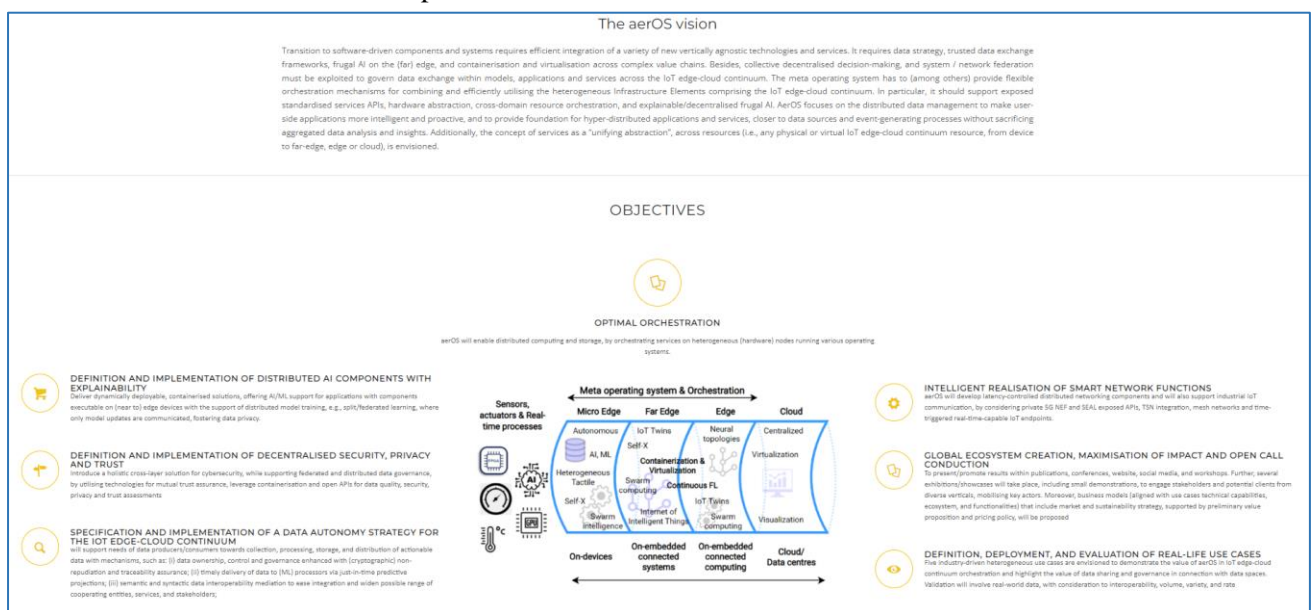 The aerOS vision
Transition to software-driven components and systems requires efficient integration of a variety of new vertically agnostic technologies and services. It requires data strategy, trusted data exchange
frameworks, frugal AI on the (far) edge, and containerisation and virtualisation across complex value chains. Besides, collective decentralised decision-making, and system / network federation
must be exploited to govern data exchange within models, applications and services across the IoT edge-cloud continuum. The meta operating system has to (among others) provide flexible
orchestration mechanisms for combining and efficiently utilising the heterogeneous Infrastructure Elements comprising the IoT edge-cloud continuum. In particular, it should support exposed
standardised services APIs, hardware abstraction, cross-domain resource orchestration, and explainable/decentralised frugal AI. AerOS focuses on the distributed data management to make user-
side applications more intelligent and proactive, and to provide foundation for hyper-distributed applications and services, closer to data sources and event-generating processes without sacrificing
aggregated data analysis and insights. Additionally, the concept of services as a "unifying abstraction", across resources (i.e., any physical or virtual IoT edge-cloud continuum resource, from device
to far-edge, edge or cloud), is envisioned.
OBJECTIVES
OPTIMAL ORCHESTRATION
aerOS will enable distributed computing and storage, by orchestrating services on heterogeneous (hardware) nodes running various operating
systems.
DEFINITION AND IMPLEMENTATION OF DISTRIBUTED AI COMPONENTS WITH
EXPLAINABILITY
Deliver dynamically deployable, containerised solutions, offering AI/ML support for applications with components
executable on (near to) edge devices with the support of distributed model training, e.g., split/federated learning, where
only model updates are communicated, fostering data privacy.
DEFINITION AND IMPLEMENTATION OF DECENTRALISED SECURITY, PRIVACY
AND TRUST
Introduce a holistic cross-layer solution for cybersecurity, while supporting federated and distributed data governance,
by utilising technologies for mutual trust assurance, leverage containerisation and open APIs for data quality, security,
privacy and trust assessments
SPECIFICATION AND IMPLEMENTATION OF A DATA AUTONOMY STRATEGY FOR
THE IOT EDGE-CLOUD CONTINUUM
will support needs of data producers/consumers towards collection, processing, storage, and distribution of actionable
data with mechanisms, such as: (i) data ownership, control and governance enhanced with (cryptographic) non-
repudiation and traceability assurance; (ii) timely delivery of data to (ML) processors via just-in-time predictive
projections; (iii) semantic and syntactic data interoperability mediation to ease integration and widen possible range of
cooperating entities, services, and stakeholders;
Meta operating system & Orchestration
Sensors,
actuators & Real-
time processes
Micro Edge
Far Edge
Edge
Cloud
Autonomous
AI, ML
Heterogeneous
Tactile
Self-X
Swarm
intelligence
IoT Twins
Self-X
Containerization &
Virtualization
Swarm
computing
Continuous FL
Internet of
Intelligent Things
Neural
topologies
IoT Twins
Swarm
computing
Centralized
Virtualization
Visualization
AI
°C
On-devices
On-embedded
connected
systems
On-embedded
connected
computing
Cloud/
Data centres
INTELLIGENT REALISATION OF SMART NETWORK FUNCTIONS
aerOS will develop latency-controlled distributed networking components and will also support industrial IoT
communication, by considering private 5G NEF and SEAL exposed APIs, TSN integration, mesh networks and time-
triggered real-time-capable IoT endpoints.
GLOBAL ECOSYSTEM CREATION, MAXIMISATION OF IMPACT AND OPEN CALL
CONDUCTION
To present/promote results within publications, conferences, website, social media, and workshops. Further, several
exhibitions/showcases will take place, including small demonstrations, to engage stakeholders and potential clients from
diverse verticals, mobilising key actors. Moreover, business models (aligned with use cases technical capabilities,
ecosystem, and functionalities) that include market and sustainability strategy, supported by preliminary value
proposition and pricing policy, will be proposed
DEFINITION, DEPLOYMENT, AND EVALUATION OF REAL-LIFE USE CASES
Five industry-driven heterogeneous use cases are envisioned to demonstrate the value of aerOS in IoT edge-cloud
continuum orchestration and highlight the value of data sharing and governance in connection with data spaces.
Validation will involve real-world data, with consideration to interoperability, volume, variety, and rate